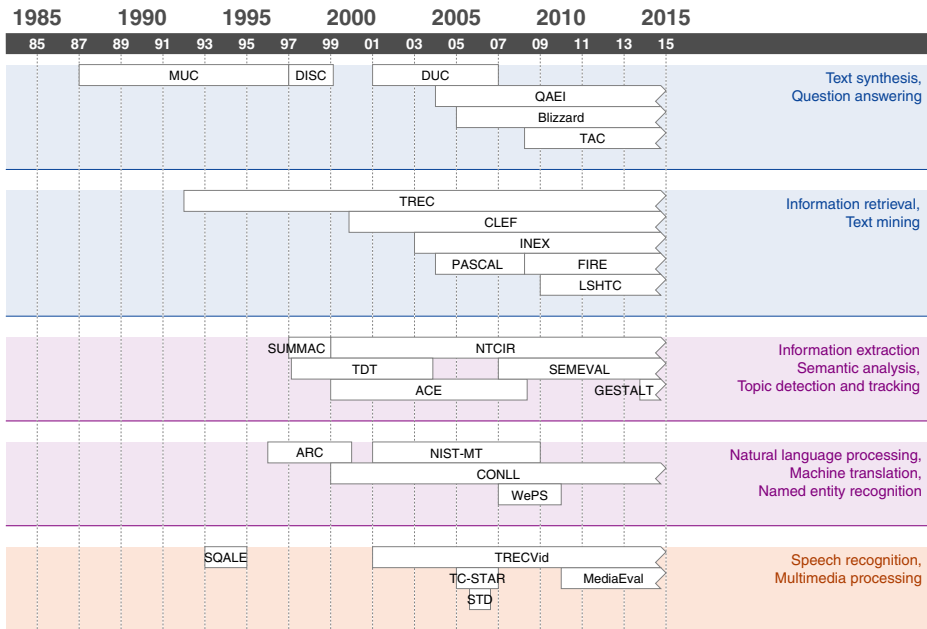 1985 1990 1995 2000 2005 2010 2015
85 87 89 91 93 95 97 99 01 03 05 07 09 11 13 15
MUC DISC DUC Text synthesis,
QAEI Question answering
Blizzard
TAC
TREC Information retrieval,
CLEF Text mining
INEX
PASCAL FIRE
LSHTC
SUMMAC NTCIR Information extraction
TDT SEMEVAL Semantic analysis,
ACE GESTALT Topic detection and tracking
ARC NIST-MT Natural language processing,
CONLL Machine translation,
WePS Named entity recognition
SQALE TRECVid Speech recognition,
TC-STAR MediaEval Multimedia processing
STD